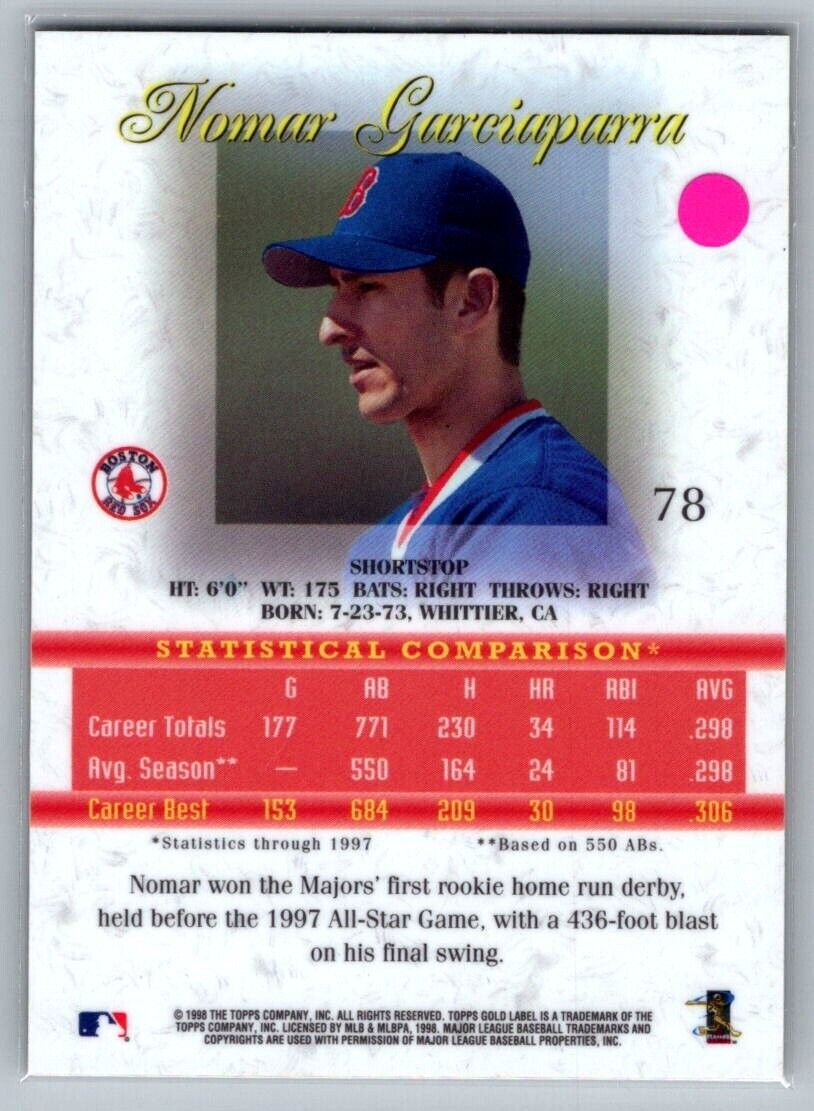 Nomar Garciaparra
B
BOSTON
RED SOX
78
SHORTSTOP
HT: 6'0" WT: 175 BATS: RIGHT THROWS: RIGHT
BORN: 7-23-73, WHITTIER, CA
STATISTICAL COMPARISON*
G AB H HR RBI AVG
Career Totals 177 771 230 34 114 .298
Avg. Season** — 550 164 24 81 .298
Career Best 153 684 209 30 98 .306
*Statistics through 1997 **Based on 550 ABs.
Nomar won the Majors' first rookie home run derby,
held before the 1997 All-Star Game, with a 436-foot blast
on his final swing.
© 1998 THE TOPPS COMPANY, INC. ALL RIGHTS RESERVED. TOPPS GOLD LABEL IS A TRADEMARK OF THE
TOPPS COMPANY, INC. LICENSED BY MLB & MLBPA, 1998. MAJOR LEAGUE BASEBALL TRADEMARKS AND
COPYRIGHTS ARE USED WITH PERMISSION OF MAJOR LEAGUE BASEBALL PROPERTIES, INC.